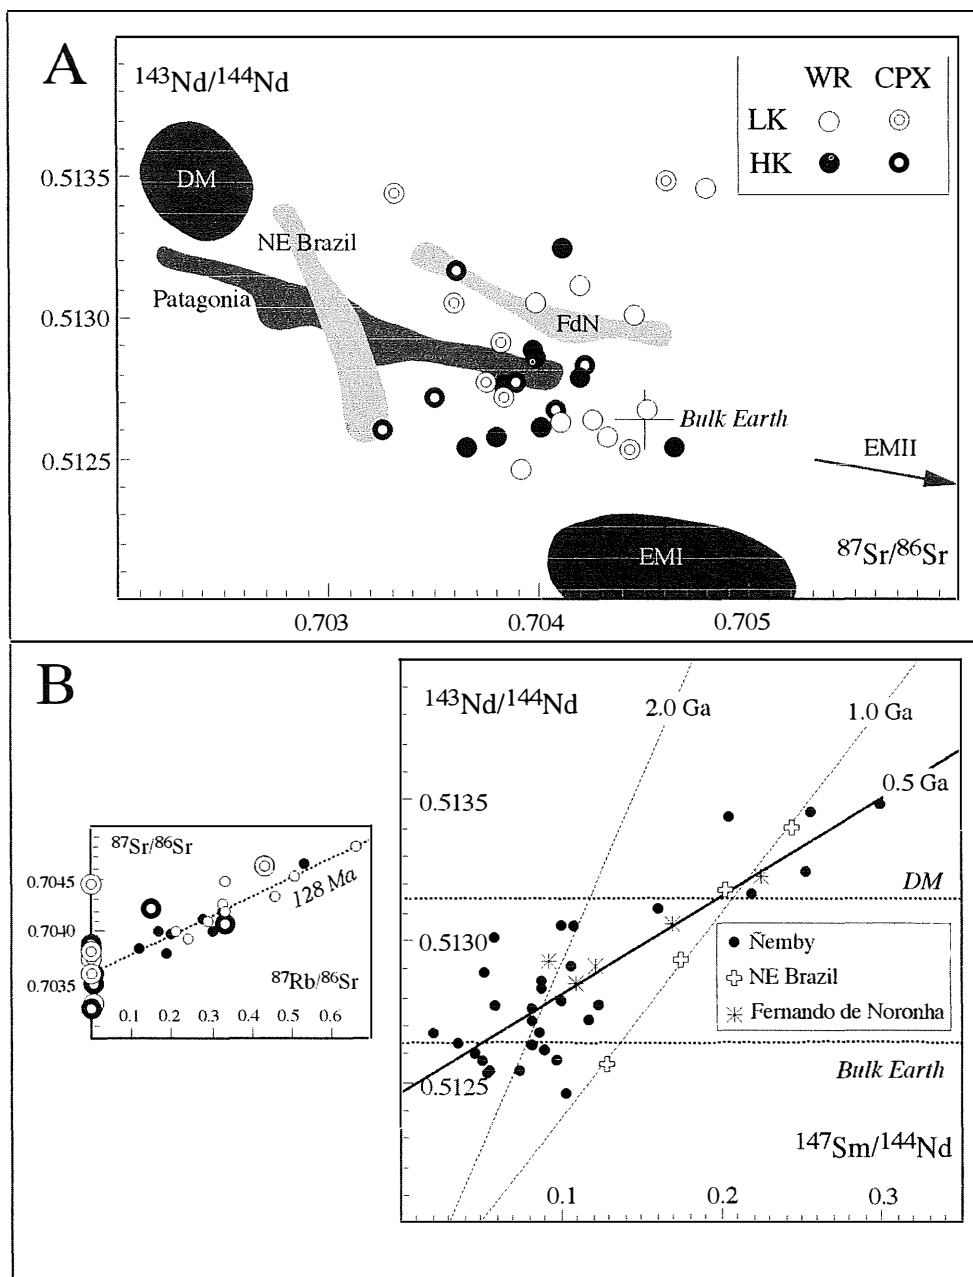 A
143Nd/144Nd
WR CPX
LK
HK
0.5135
0.5130
0.5125
DM
NE Brazil
Patagonia
FdN
Bulk Earth
EMII
EMI
87Sr/86Sr
0.703 0.704 0.705
B
87Sr/86Sr
0.7045
0.7040
0.7035
128 Ma
87Rb/86Sr
0.1 0.2 0.3 0.4 0.5 0.6
143Nd/144Nd
2.0 Ga
1.0 Ga
0.5 Ga
0.5135
0.5130
0.5125
DM
Ñemby
NE Brazil
Fernando de Noronha
Bulk Earth
147Sm/144Nd
0.1 0.2 0.3